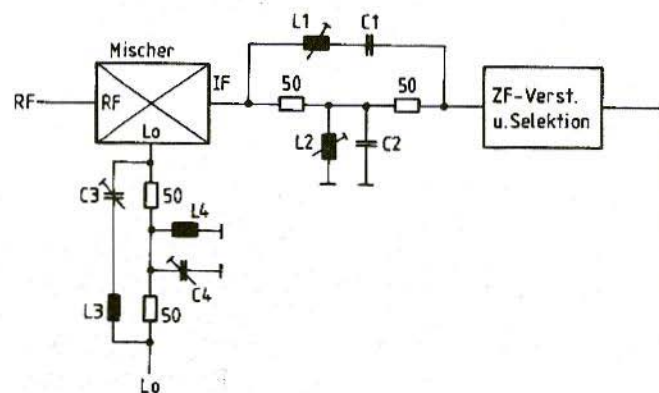 L1
C1
Mischer
RF
RF
IF
Lo
50
50
L2
C2
ZF-Verst.
u. Selektion
C3
50
L4
C4
L3
50
Lo